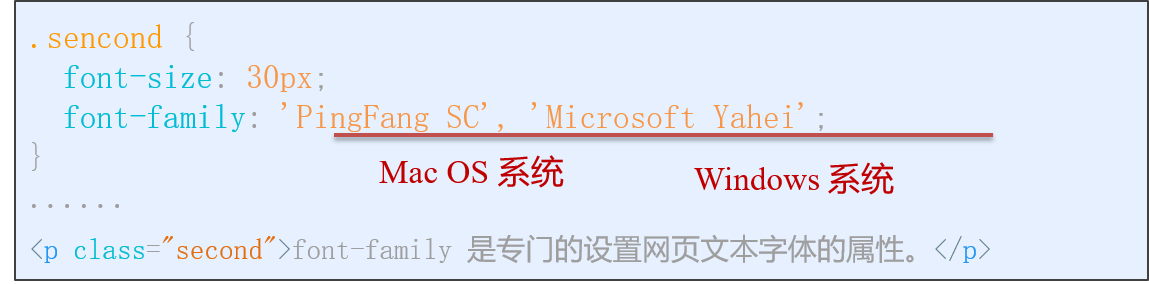 .sencond {
font-size: 30px;
font-family: 'PingFang SC', 'Microsoft Yahei';
}
Mac OS 系统 Windows 系统
······
<p class="second">font-family 是专门的设置网页文本字体的属性。</p>